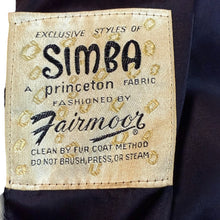 EXCLUSIVE STYLES OF
SIMBA
A princeton FABRIC
FASHIONED BY
Fairmoor
CLEAN BY FUR COAT METHOD
DO NOT BRUSH, PRESS, OR STEAM